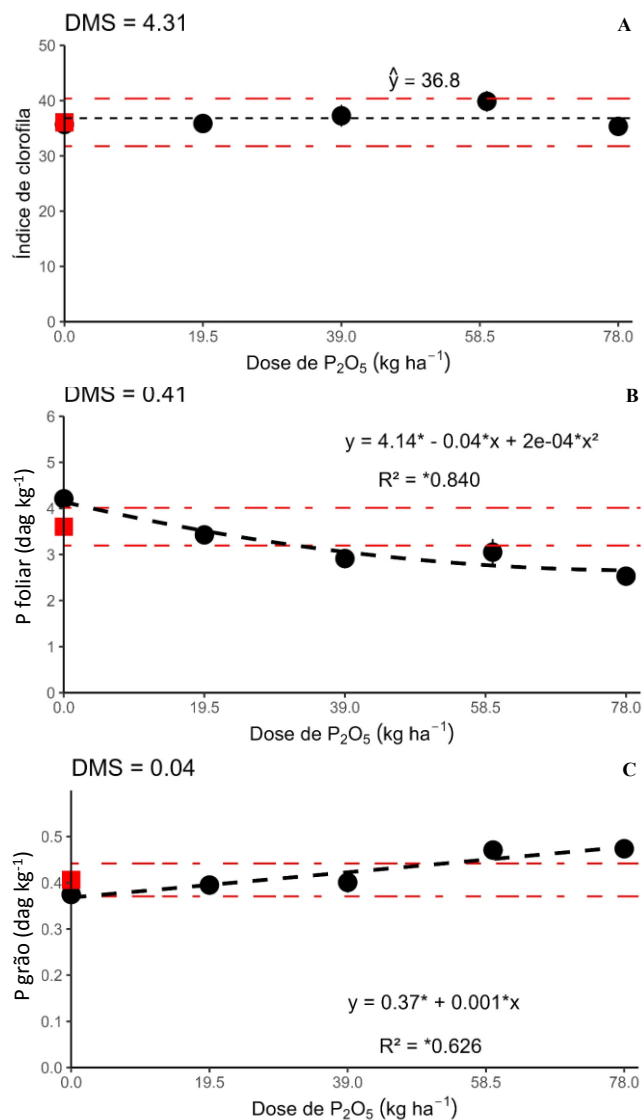 DMS = 4.31
A
50
40
30
20
10
0
ŷ = 36.8
Índice de clorofila
0.0 19.5 39.0 58.5 78.0
Dose de P₂O₅ (kg ha⁻¹)
DMS = 0.41
B
6
5
4
3
2
1
0
y = 4.14* - 0.04*x + 2e-04*x²
R² = *0.840
P foliar (dag kg⁻¹)
0.0 19.5 39.0 58.5 78.0
Dose de P₂O₅ (kg ha⁻¹)
DMS = 0.04
C
0.5
0.4
0.3
0.2
0.1
0.0
P grão (dag kg⁻¹)
y = 0.37* + 0.001*x
R² = *0.626
0.0 19.5 39.0 58.5 78.0
Dose de P₂O₅ (kg ha⁻¹)